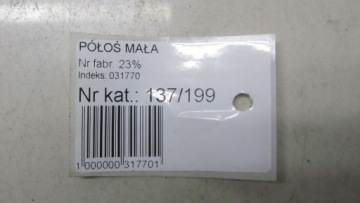 PÓŁOŚ MAŁA
Nr fabr. 23%
Indeks: 031770
Nr kat.: 137/199
1 000000 317701